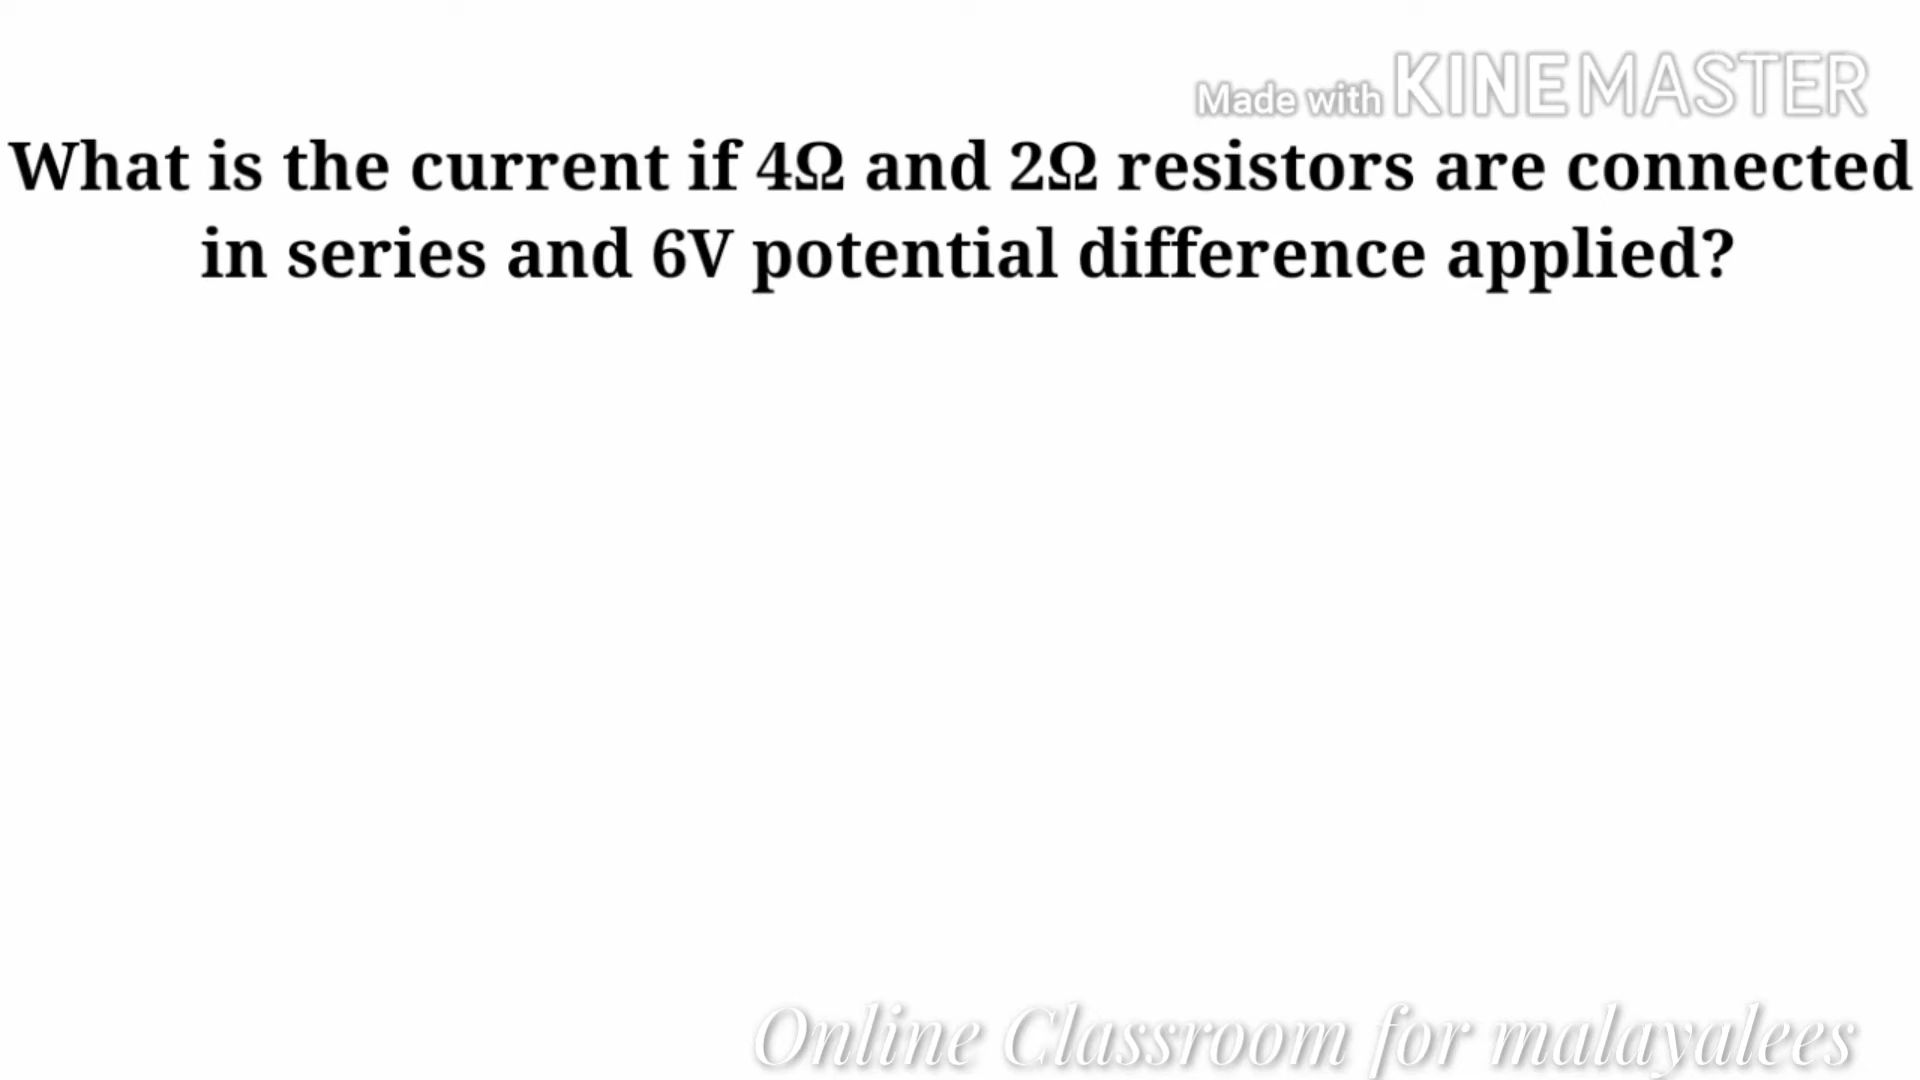 Made with KINEMASTER
What is the current if 4Ω and 2Ω resistors are connected
in series and 6V potential difference applied?
Online Classroom for malayalees